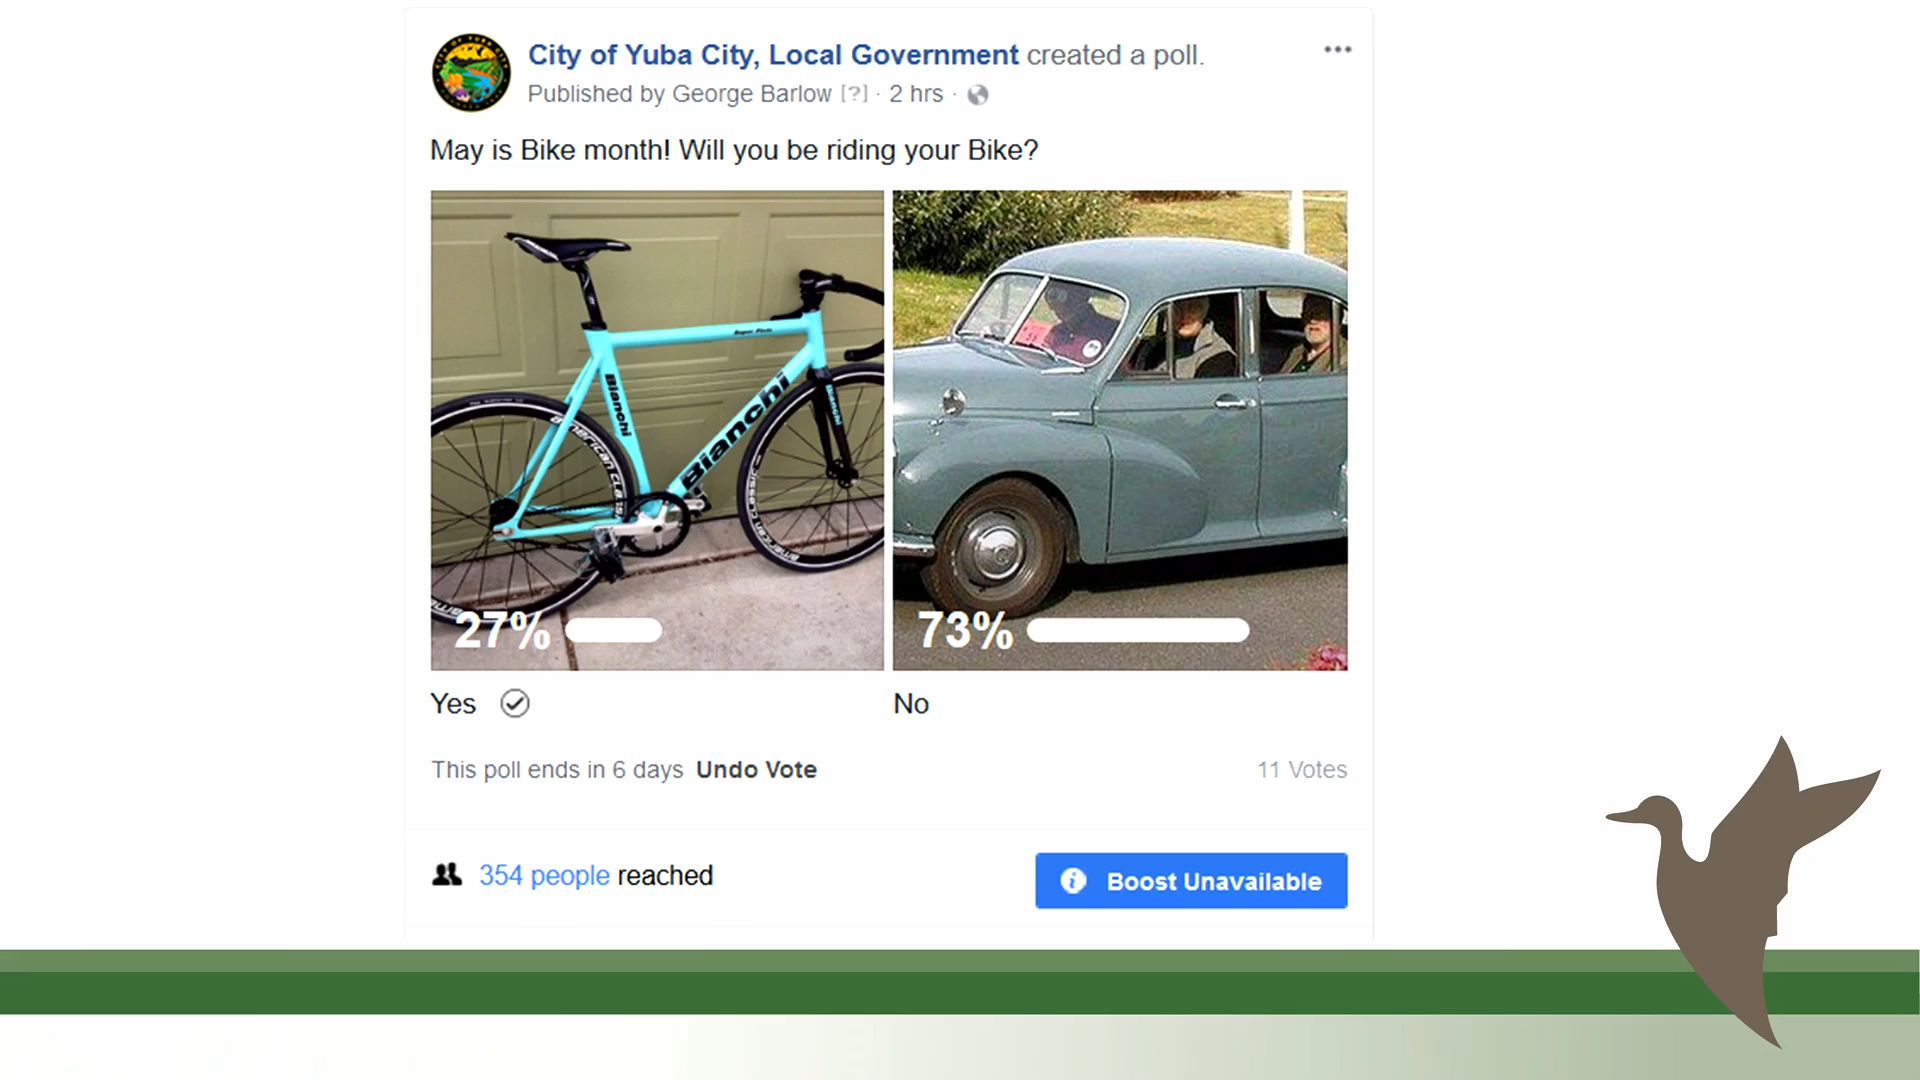 City of Yuba City, Local Government created a poll.
Published by George Barlow [?] · 2 hrs ·
May is Bike month! Will you be riding your Bike?
Bianchi
Bianchi
Bianchi
27%
73%
Yes
No
This poll ends in 6 days Undo Vote
11 Votes
354 people reached
Boost Unavailable